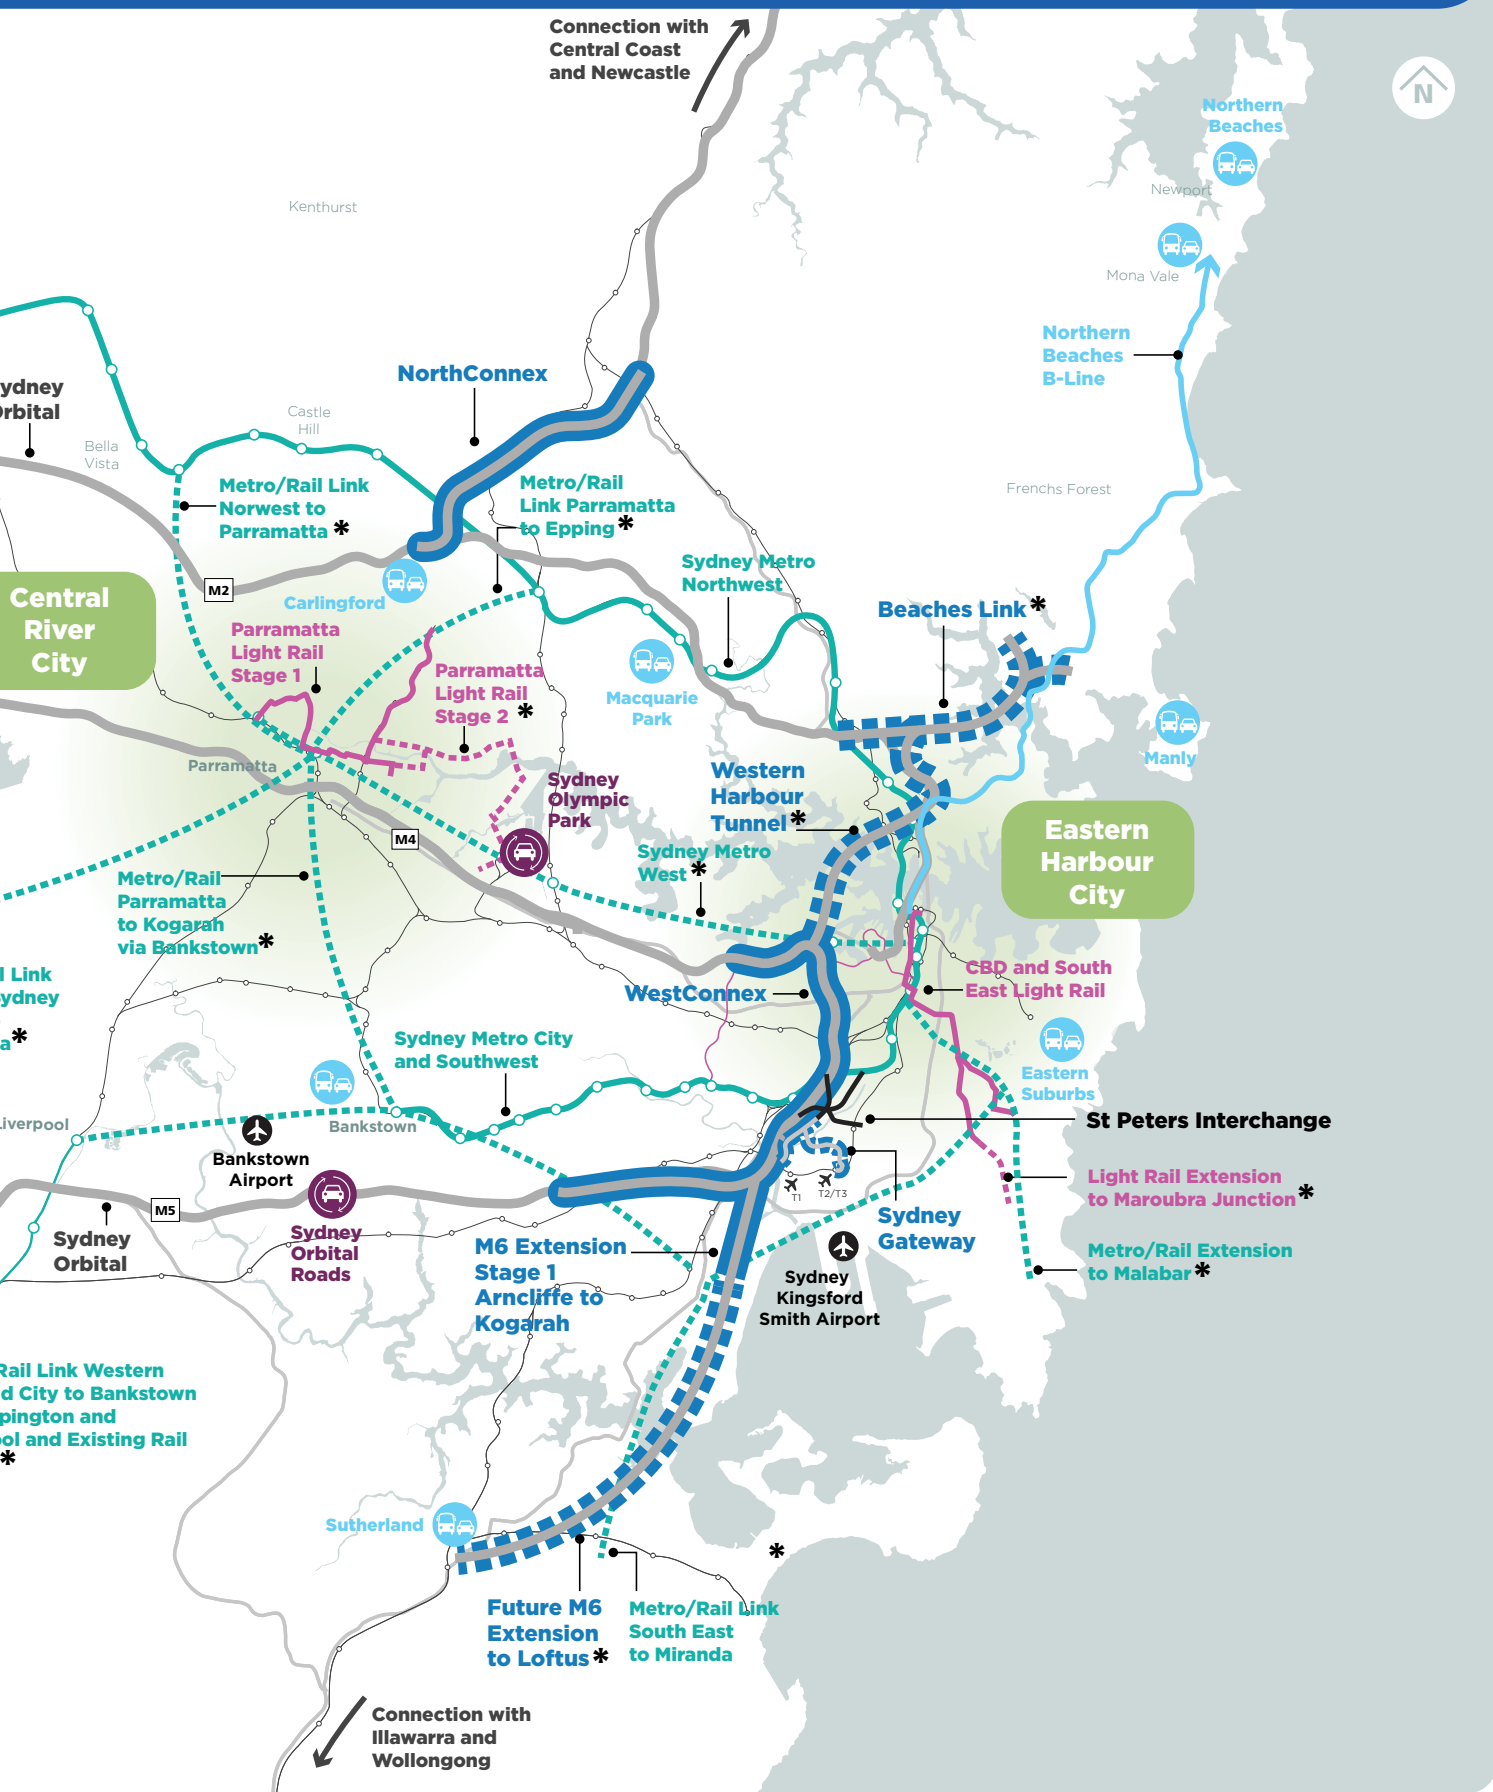 Connection with
Central Coast
and Newcastle
N
Northern
Beaches
Newport
Mona Vale
Kenthurst
Northern
Beaches
B-Line
NorthConnex
ydney
rbital
Castle
Hill
Bella
Vista
Metro/Rail Link
Norwest to
Parramatta *
Metro/Rail
Link Parramatta
to Epping *
Frenchs Forest
Sydney Metro
Northwest
M2
Carlingford
Central
River
City
Beaches Link *
Parramatta
Light Rail
Stage 1
Parramatta
Light Rail
Stage 2 *
Macquarie
Park
Manly
Parramatta
Sydney
Olympic
Park
Western
Harbour
Tunnel *
M4
Eastern
Harbour
City
Sydney Metro
West *
Metro/Rail
Parramatta
to Kogarah
via Bankstown *
l Link
ydney
a *
CBD and South
East Light Rail
WestConnex
Sydney Metro City
and Southwest
Eastern
Suburbs
Liverpool
Bankstown
St Peters Interchange
Bankstown
Airport
Light Rail Extension
to Maroubra Junction *
T1
T2/T3
M5
Sydney
Orbital
Sydney
Orbital
Roads
M6 Extension
Stage 1
Arncliffe to
Kogarah
Sydney
Gateway
Metro/Rail Extension
to Malabar *
Sydney
Kingsford
Smith Airport
Rail Link Western
d City to Bankstown
pington and
ool and Existing Rail
*
Sutherland
*
Future M6
Extension
to Loftus *
Metro/Rail Link
South East
to Miranda
Connection with
Illawarra and
Wollongong